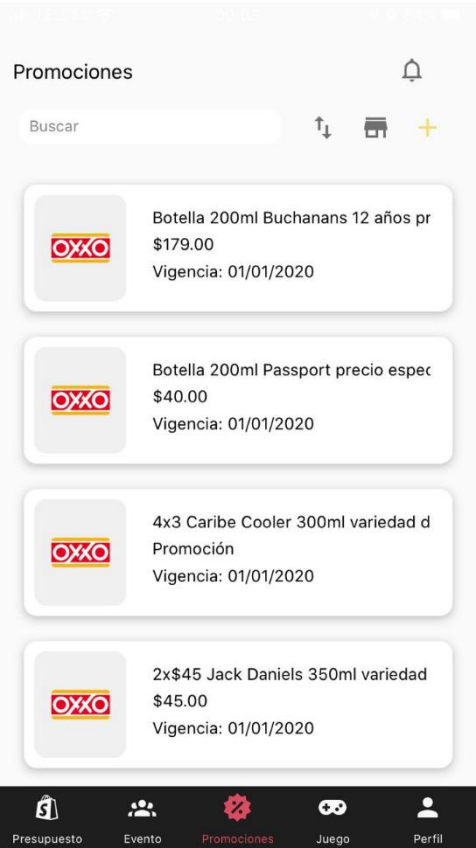 Promociones
Buscar
Botella 200ml Buchanans 12 años pr
$179.00
Vigencia: 01/01/2020
OXXO
Botella 200ml Passport precio espec
$40.00
Vigencia: 01/01/2020
OXXO
4x3 Caribe Cooler 300ml variedad d
Promoción
Vigencia: 01/01/2020
OXXO
2x$45 Jack Daniels 350ml variedad
$45.00
Vigencia: 01/01/2020
OXXO
Presupuesto Evento Promociones Juego Perfil